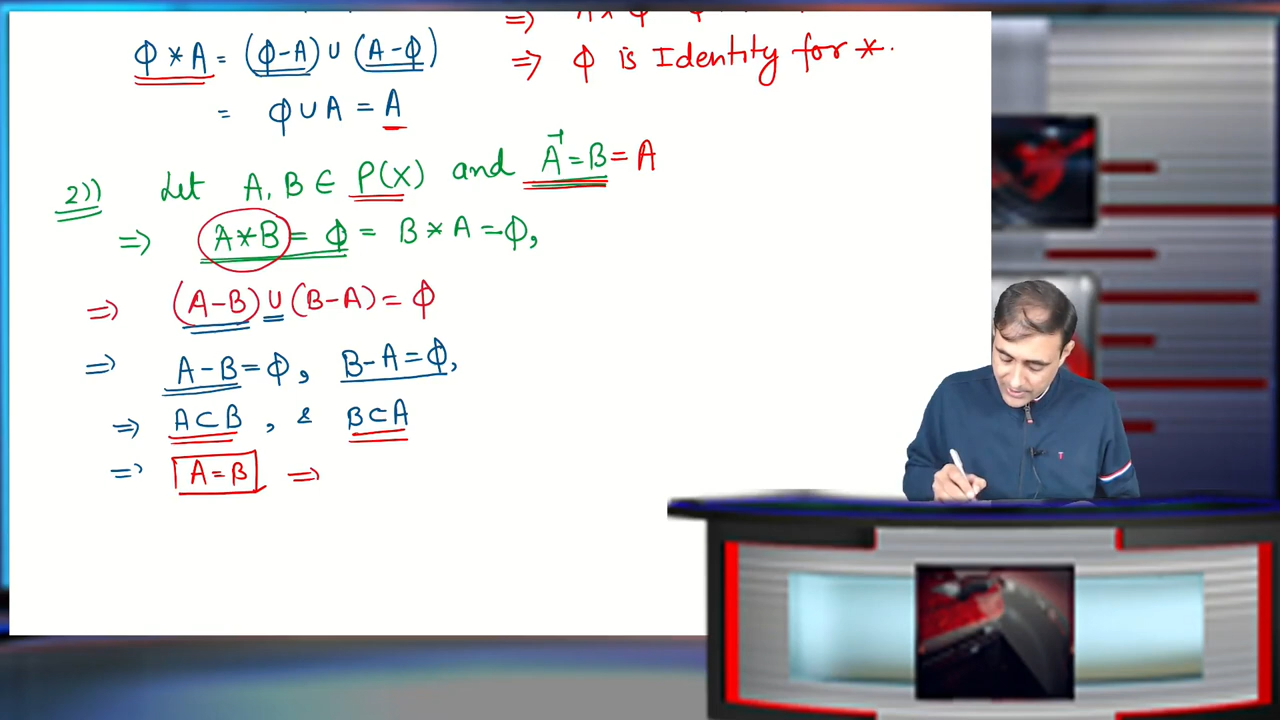 ⇒ A * φ
φ * A = (φ-A) ∪ (A-φ)
⇒ φ is Identity for *.
= φ ∪ A = A
2)) Let A, B ∈ P(X) and A⁻¹ = B = A
⇒ A * B = φ = B * A = φ,
⇒ (A-B) ∪ (B-A) = φ
⇒ A-B = φ, B-A = φ,
⇒ A⊂B , & B⊂A
⇒ A=B ⇒